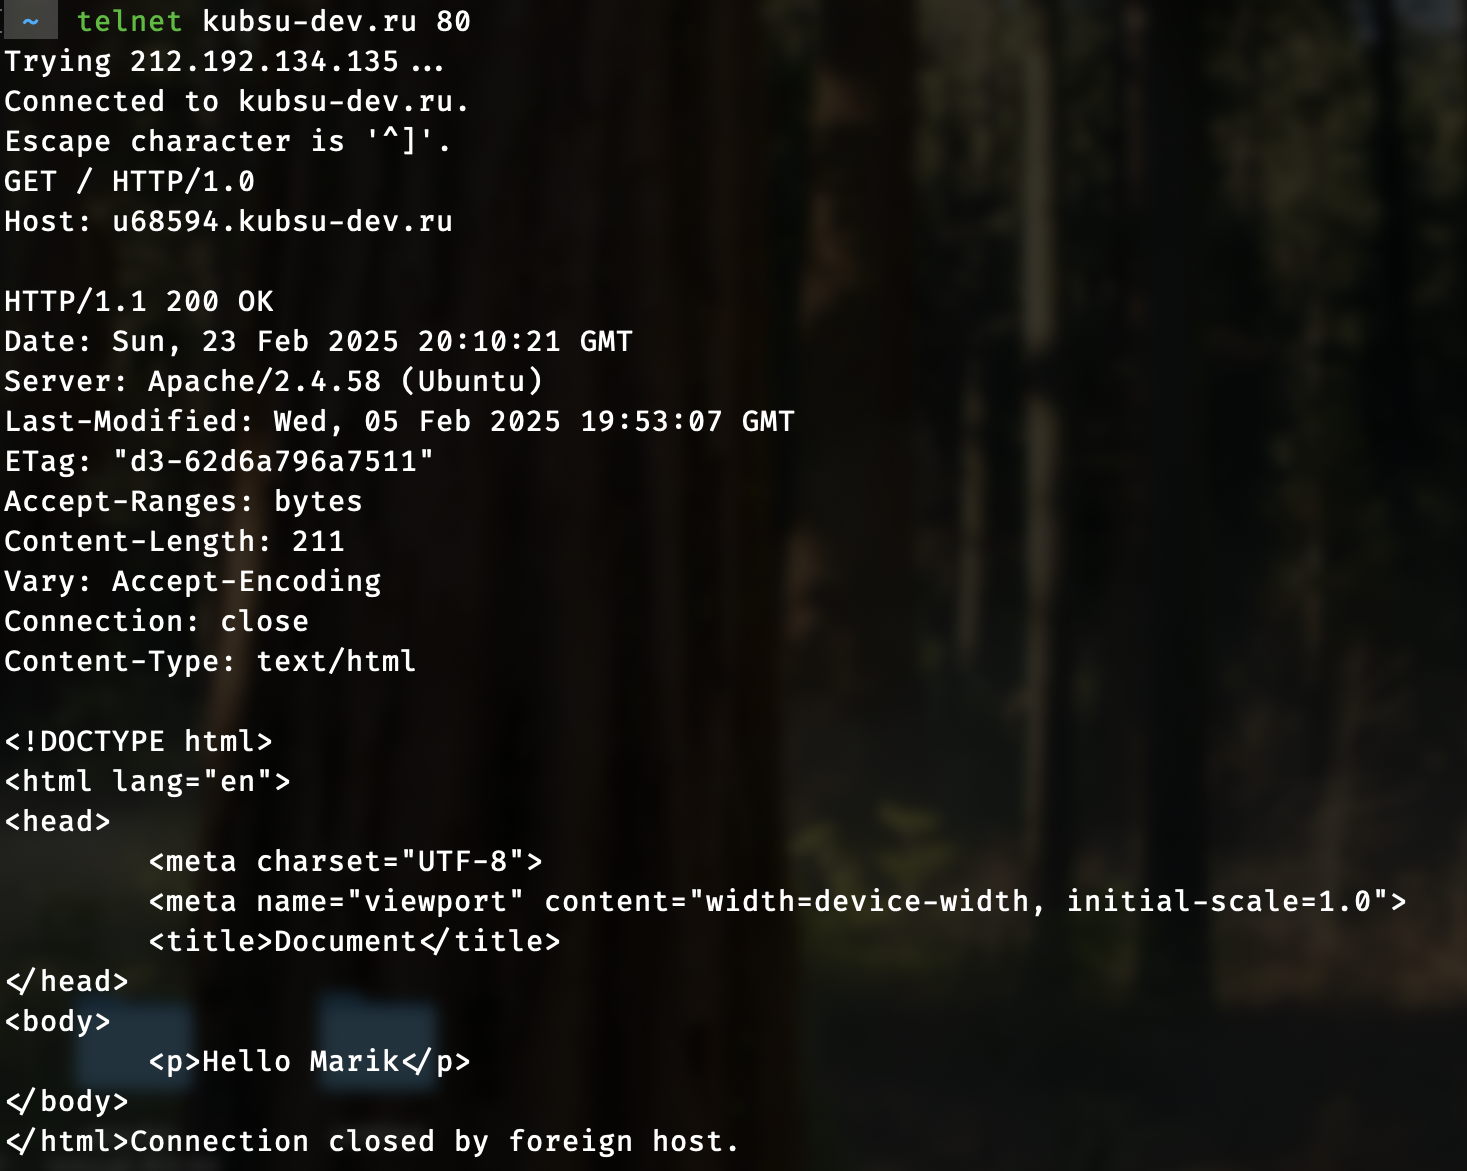 ~ telnet kubsu-dev.ru 80
Trying 212.192.134.135...
Connected to kubsu-dev.ru.
Escape character is '^]'.
GET / HTTP/1.0
Host: u68594.kubsu-dev.ru

HTTP/1.1 200 OK
Date: Sun, 23 Feb 2025 20:10:21 GMT
Server: Apache/2.4.58 (Ubuntu)
Last-Modified: Wed, 05 Feb 2025 19:53:07 GMT
ETag: "d3-62d6a796a7511"
Accept-Ranges: bytes
Content-Length: 211
Vary: Accept-Encoding
Connection: close
Content-Type: text/html

<!DOCTYPE html>
<html lang="en">
<head>
        <meta charset="UTF-8">
        <meta name="viewport" content="width=device-width, initial-scale=1.0">
        <title>Document</title>
</head>
<body>
        <p>Hello Marik</p>
</body>
</html>Connection closed by foreign host.